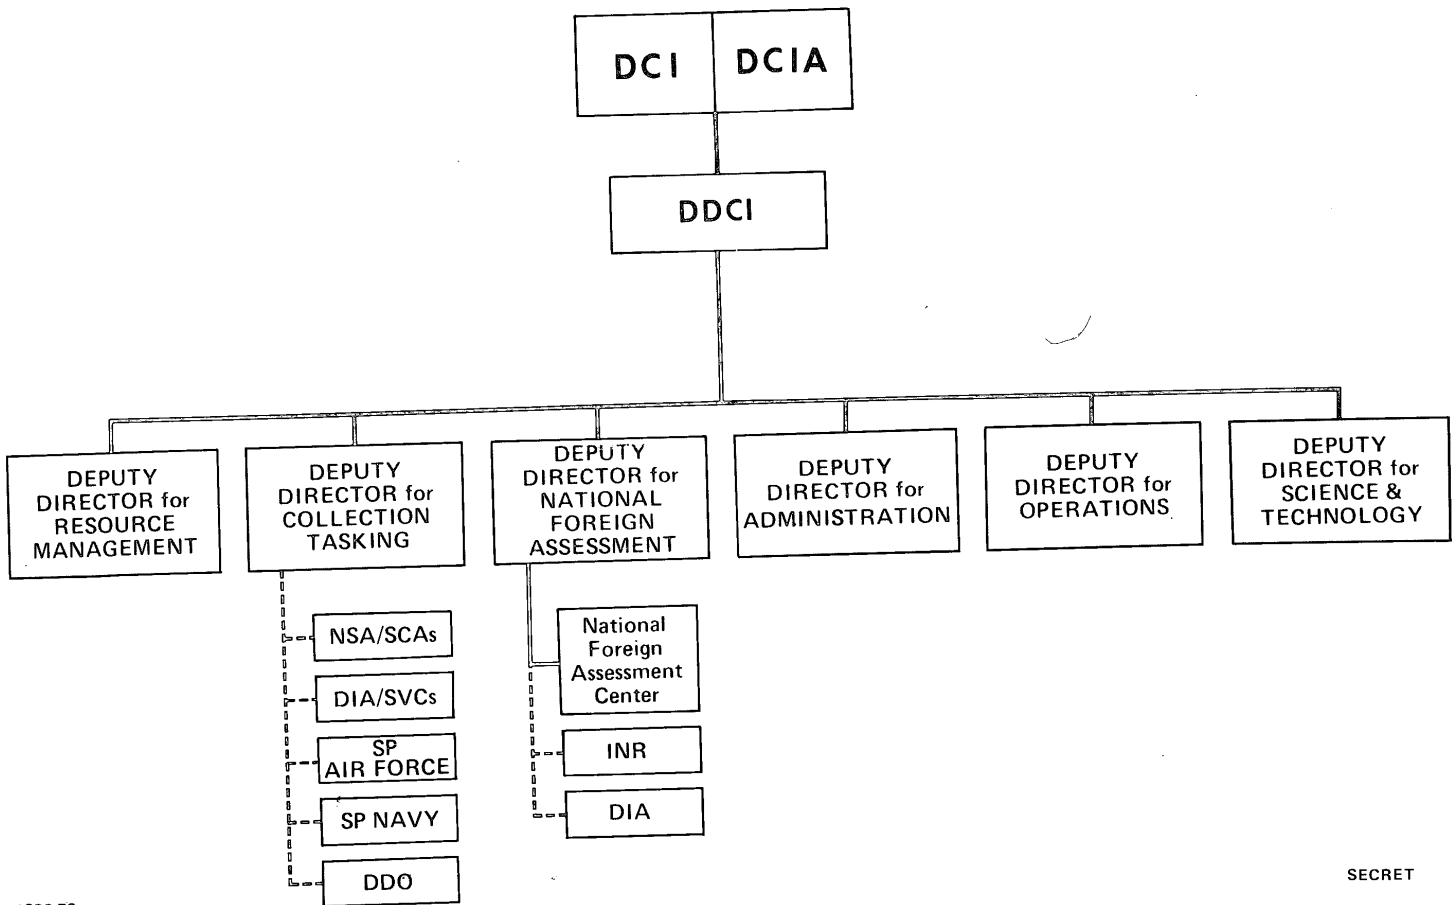 DCI
DCIA
DDCI
DEPUTY
DIRECTOR for
RESOURCE
MANAGEMENT
DEPUTY
DIRECTOR for
COLLECTION
TASKING
DEPUTY
DIRECTOR for
NATIONAL
FOREIGN
ASSESSMENT
DEPUTY
DIRECTOR for
ADMINISTRATION
DEPUTY
DIRECTOR for
OPERATIONS
DEPUTY
DIRECTOR for
SCIENCE &
TECHNOLOGY
NSA/SCAs
DIA/SVCs
SP
AIR FORCE
SP NAVY
DDO
National
Foreign
Assessment
Center
INR
DIA
SECRET